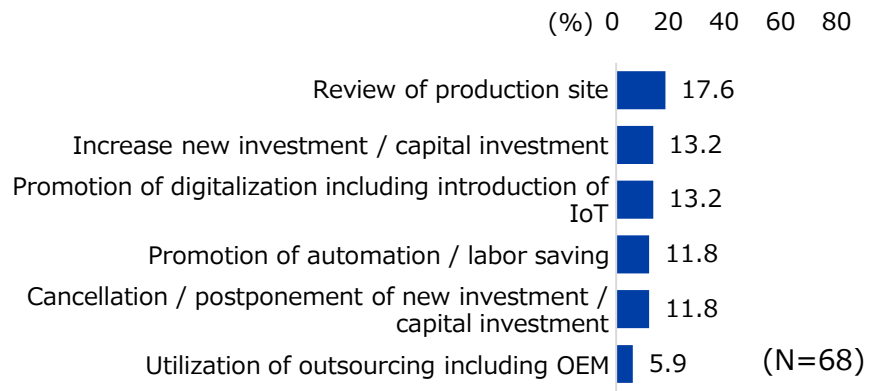 (%) 0 20 40 60 80
Review of production site 17.6
Increase new investment / capital investment 13.2
Promotion of digitalization including introduction of
IoT 13.2
Promotion of automation / labor saving 11.8
Cancellation / postponement of new investment /
capital investment 11.8
Utilization of outsourcing including OEM 5.9 (N=68)